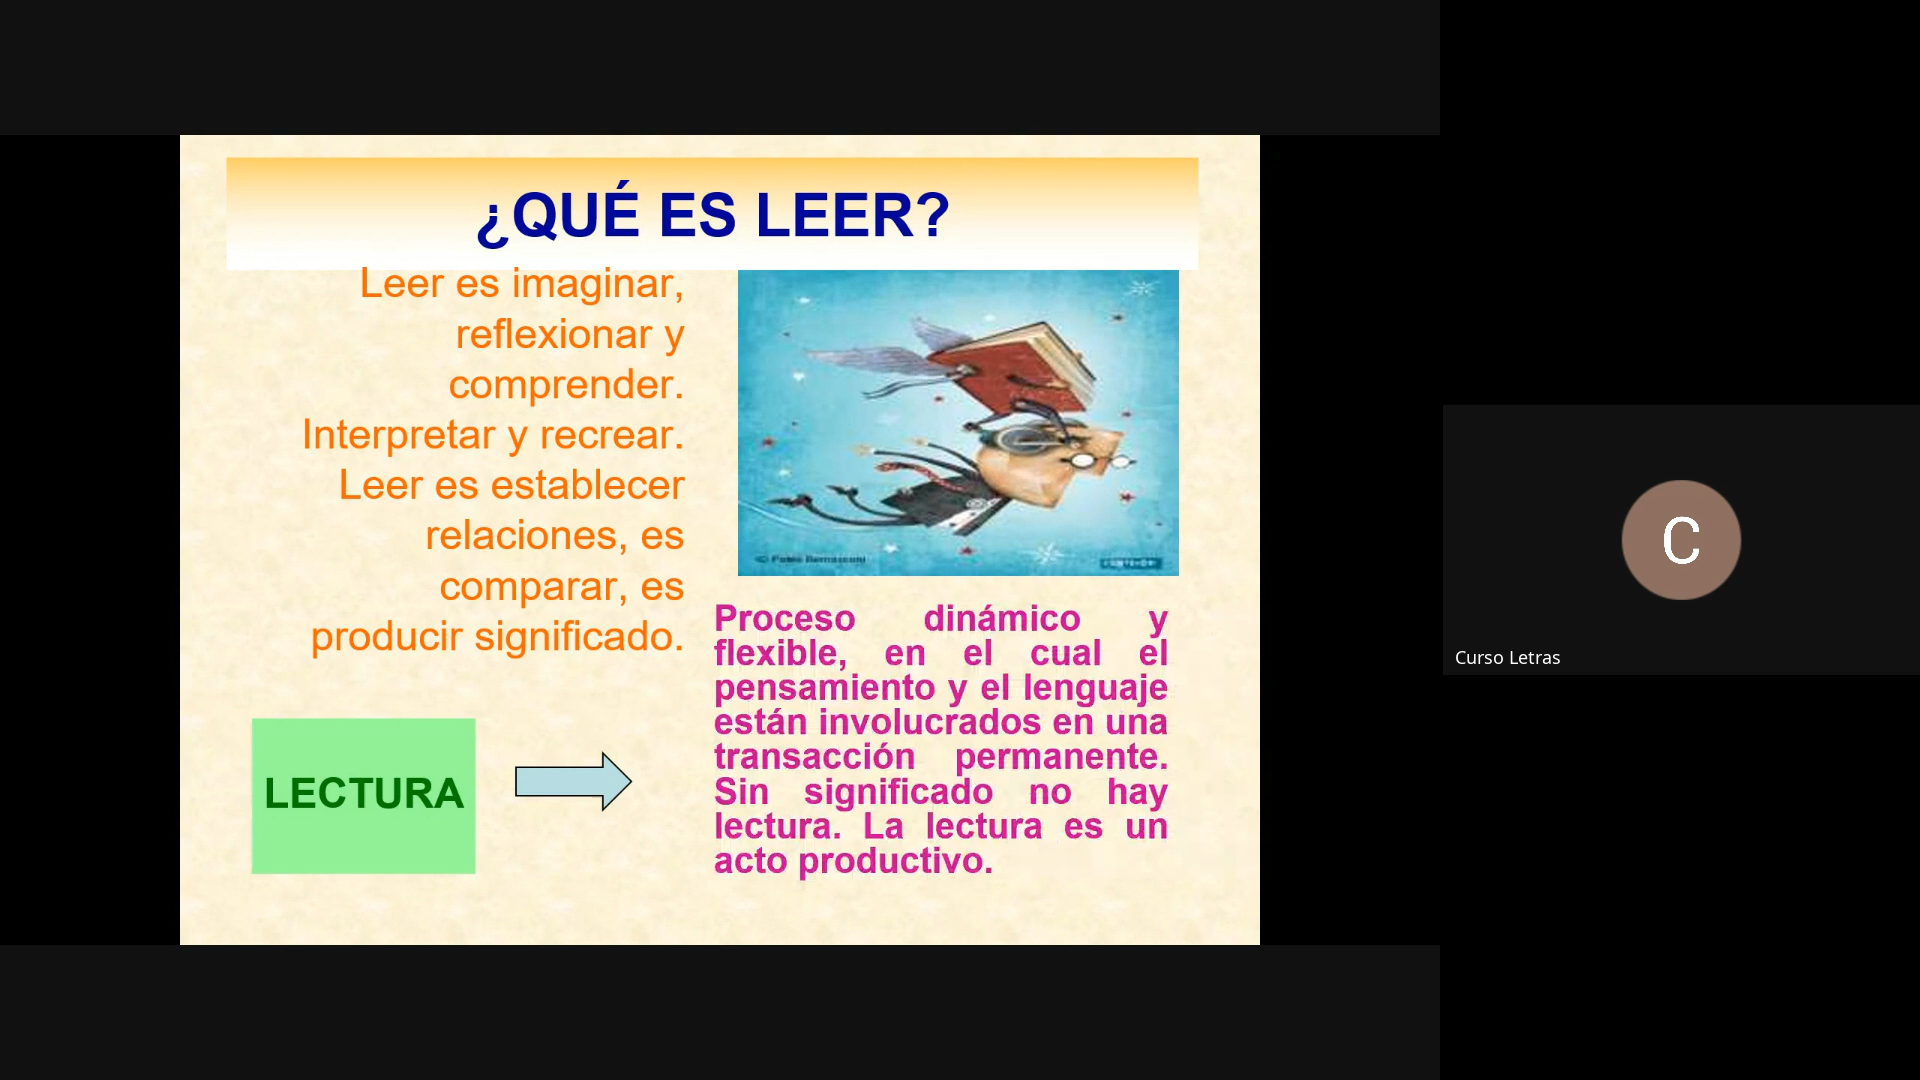 ¿QUÉ ES LEER?
Leer es imaginar,
reflexionar y
comprender.
Interpretar y recrear.
Leer es establecer
relaciones, es
comparar, es
producir significado.
© Pablo Bernasconi
Proceso dinámico y
flexible, en el cual el
pensamiento y el lenguaje
están involucrados en una
transacción permanente.
Sin significado no hay
lectura. La lectura es un
acto productivo.
LECTURA
C
Curso Letras